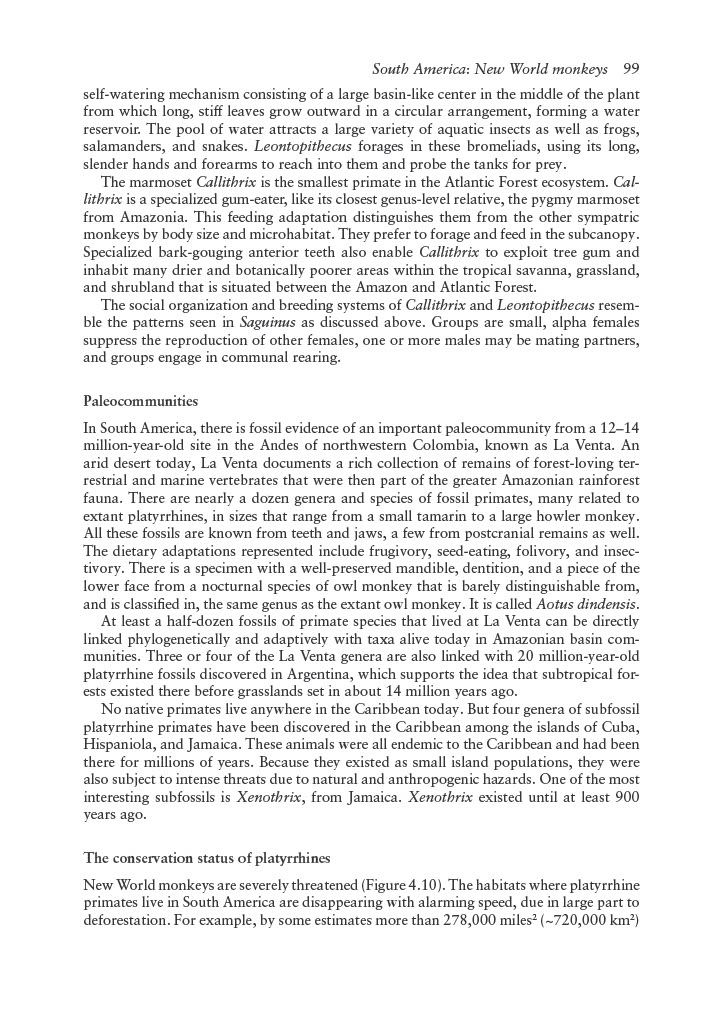 South America: New World monkeys 99
self-watering mechanism consisting of a large basin-like center in the middle of the plant
from which long, stiff leaves grow outward in a circular arrangement, forming a water
reservoir. The pool of water attracts a large variety of aquatic insects as well as frogs,
salamanders, and snakes. Leontopithecus forages in these bromeliads, using its long,
slender hands and forearms to reach into them and probe the tanks for prey.
The marmoset Callithrix is the smallest primate in the Atlantic Forest ecosystem. Cal-
lithrix is a specialized gum-eater, like its closest genus-level relative, the pygmy marmoset
from Amazonia. This feeding adaptation distinguishes them from the other sympatric
monkeys by body size and microhabitat. They prefer to forage and feed in the subcanopy.
Specialized bark-gouging anterior teeth also enable Callithrix to exploit tree gum and
inhabit many drier and botanically poorer areas within the tropical savanna, grassland,
and shrubland that is situated between the Amazon and Atlantic Forest.
The social organization and breeding systems of Callithrix and Leontopithecus resem-
ble the patterns seen in Saguinus as discussed above. Groups are small, alpha females
suppress the reproduction of other females, one or more males may be mating partners,
and groups engage in communal rearing.
Paleocommunities
In South America, there is fossil evidence of an important paleocommunity from a 12–14
million-year-old site in the Andes of northwestern Colombia, known as La Venta. An
arid desert today, La Venta documents a rich collection of remains of forest-loving ter-
restrial and marine vertebrates that were then part of the greater Amazonian rainforest
fauna. There are nearly a dozen genera and species of fossil primates, many related to
extant platyrrhines, in sizes that range from a small tamarin to a large howler monkey.
All these fossils are known from teeth and jaws, a few from postcranial remains as well.
The dietary adaptations represented include frugivory, seed-eating, folivory, and insec-
tivory. There is a specimen with a well-preserved mandible, dentition, and a piece of the
lower face from a nocturnal species of owl monkey that is barely distinguishable from,
and is classified in, the same genus as the extant owl monkey. It is called Aotus dindensis.
At least a half-dozen fossils of primate species that lived at La Venta can be directly
linked phylogenetically and adaptively with taxa alive today in Amazonian basin com-
munities. Three or four of the La Venta genera are also linked with 20 million-year-old
platyrrhine fossils discovered in Argentina, which supports the idea that subtropical for-
ests existed there before grasslands set in about 14 million years ago.
No native primates live anywhere in the Caribbean today. But four genera of subfossil
platyrrhine primates have been discovered in the Caribbean among the islands of Cuba,
Hispaniola, and Jamaica. These animals were all endemic to the Caribbean and had been
there for millions of years. Because they existed as small island populations, they were
also subject to intense threats due to natural and anthropogenic hazards. One of the most
interesting subfossils is Xenothrix, from Jamaica. Xenothrix existed until at least 900
years ago.
The conservation status of platyrrhines
New World monkeys are severely threatened (Figure 4.10). The habitats where platyrrhine
primates live in South America are disappearing with alarming speed, due in large part to
deforestation. For example, by some estimates more than 278,000 miles² (~720,000 km²)